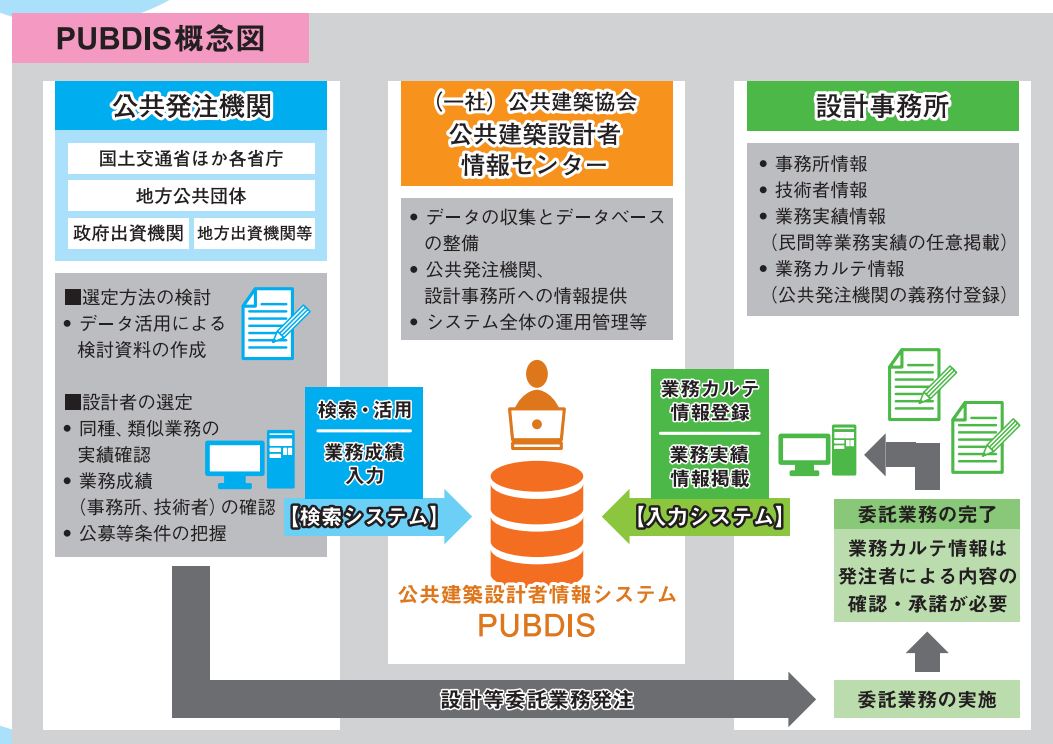 PUBDIS概念図
公共発注機関
国土交通省ほか各省庁
地方公共団体
政府出資機関
地方出資機関等
■選定方法の検討
• データ活用による
検討資料の作成
■設計者の選定
• 同種、類似業務の
実績確認
• 業務成績
（事務所、技術者）の確認
• 公募等条件の把握
検索・活用
業務成績
入力
【検索システム】
（一社）公共建築協会
公共建築設計者
情報センター
• データの収集とデータベース
の整備
• 公共発注機関、
設計事務所への情報提供
• システム全体の運用管理等
公共建築設計者情報システム
PUBDIS
設計事務所
• 事務所情報
• 技術者情報
• 業務実績情報
（民間等業務実績の任意掲載）
• 業務カルテ情報
（公共発注機関の義務付登録）
業務カルテ
情報登録
業務実績
情報掲載
【入力システム】
委託業務の完了
業務カルテ情報は
発注者による内容の
確認・承諾が必要
設計等委託業務発注
委託業務の実施